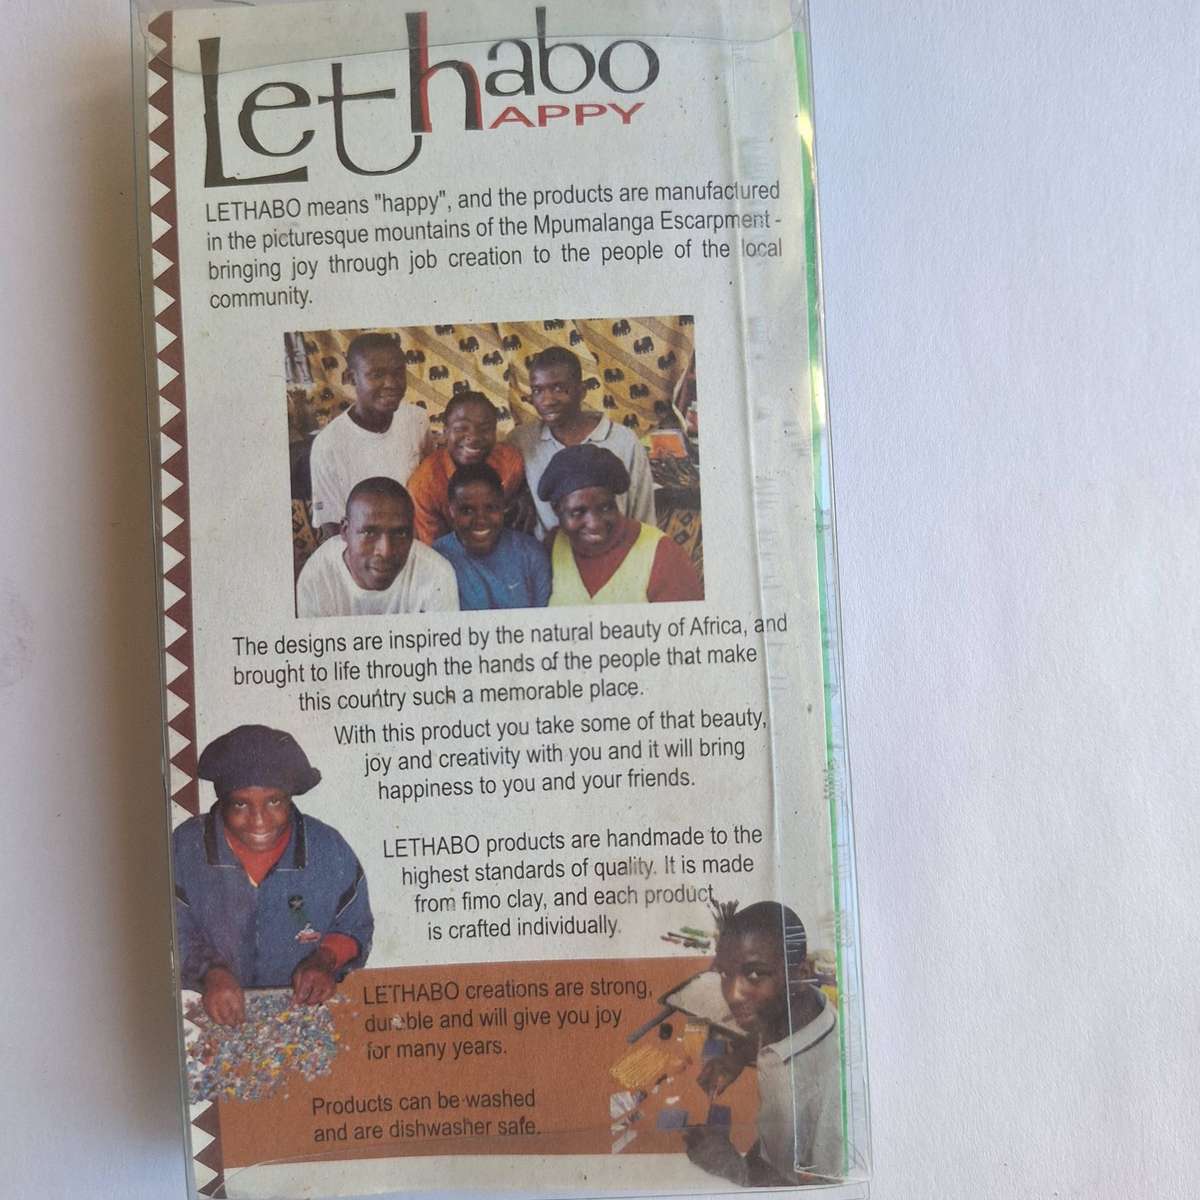 Lethabo
HAPPY
LETHABO means "happy", and the products are manufactured
in the picturesque mountains of the Mpumalanga Escarpment -
bringing joy through job creation to the people of the local
community.
The designs are inspired by the natural beauty of Africa, and
brought to life through the hands of the people that make
this country such a memorable place.
With this product you take some of that beauty,
joy and creativity with you and it will bring
happiness to you and your friends.
LETHABO products are handmade to the
highest standards of quality. It is made
from fimo clay, and each product
is crafted individually.
LETHABO creations are strong,
durable and will give you joy
for many years.
Products can be washed
and are dishwasher safe.